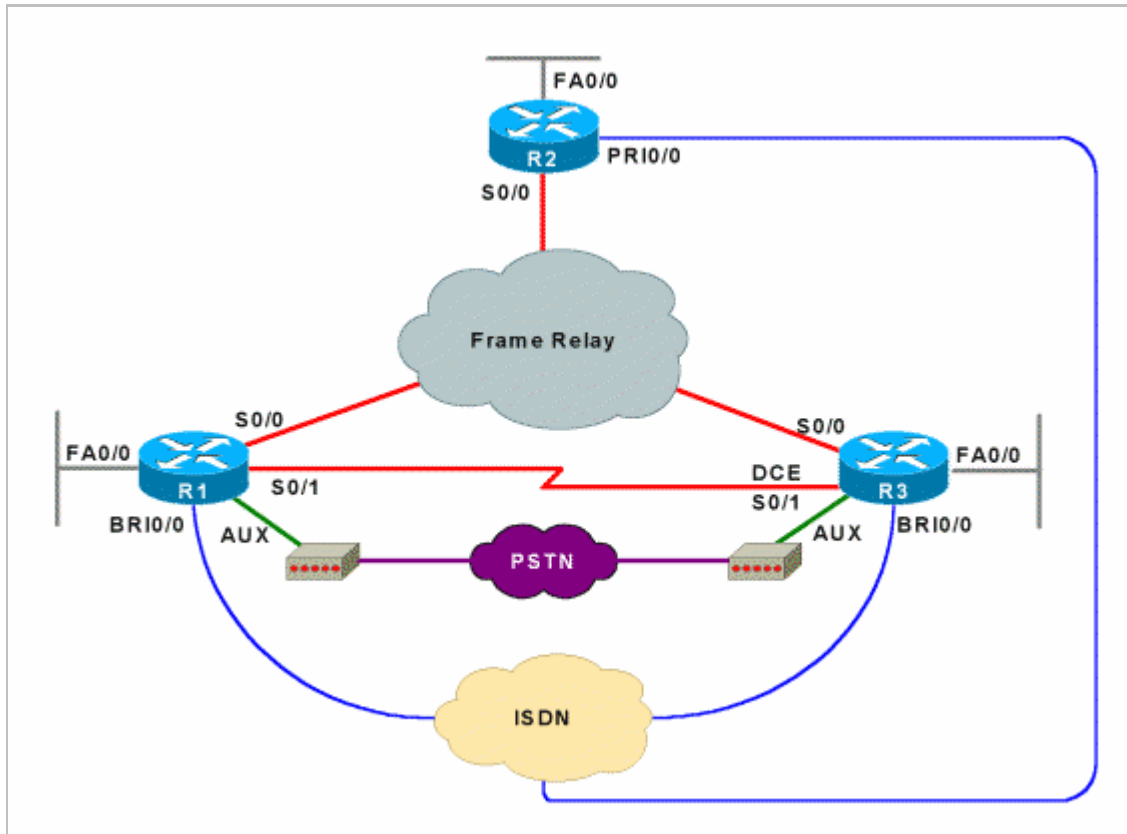 FA0/0
R2
PRI0/0
S0/0
Frame Relay
S0/0
S0/0
FA0/0
FA0/0
R1
S0/1
DCE
S0/1
R3
BRI0/0
AUX
PSTN
AUX
BRI0/0
ISDN